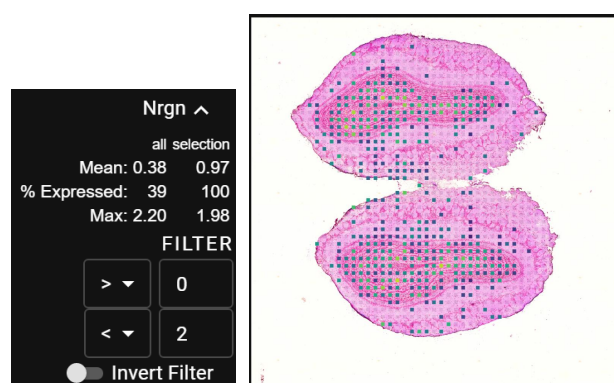 Nrgn
all selection
Mean: 0.38 0.97
% Expressed: 39 100
Max: 2.20 1.98
FILTER
> 0
< 2
Invert Filter